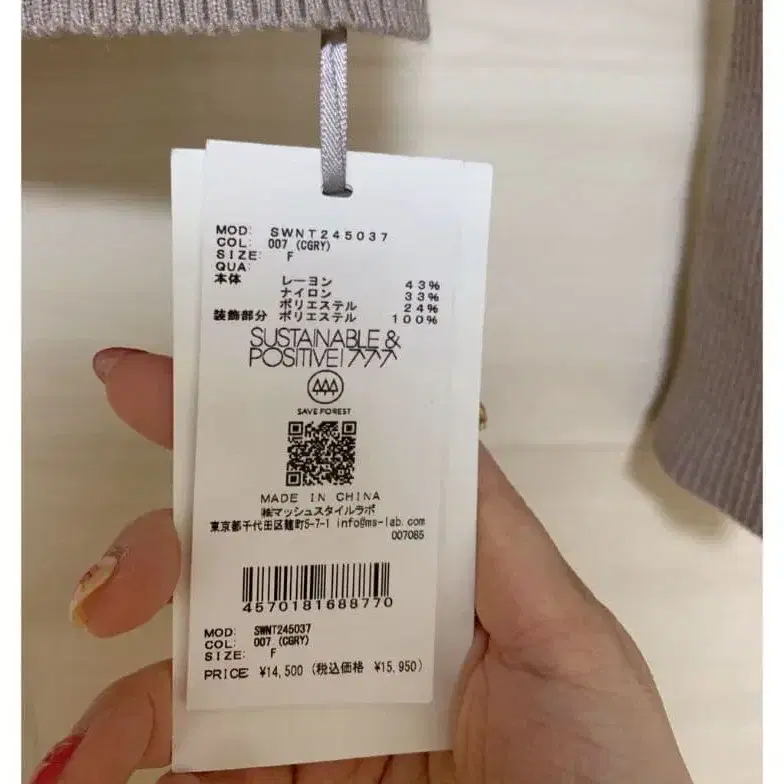 MOD: SWNT245037
COL: 007 (CGRY)
SIZE: F
QUA:
本体 レーヨン 43%
ナイロン 33%
ポリエステル 24%
装飾部分 ポリエステル 100%
SUSTAINABLE &
POSITIVE! 777
SAVE FOREST
MADE IN CHINA
㈱マッシュスタイルラボ
東京都千代田区麹町5-7-1 info@ms-lab.com
007085
4570181688770
MOD: SWNT245037
COL: 007 (CGRY)
SIZE: F
PRICE: ¥14,500 (税込価格 ¥15,950)